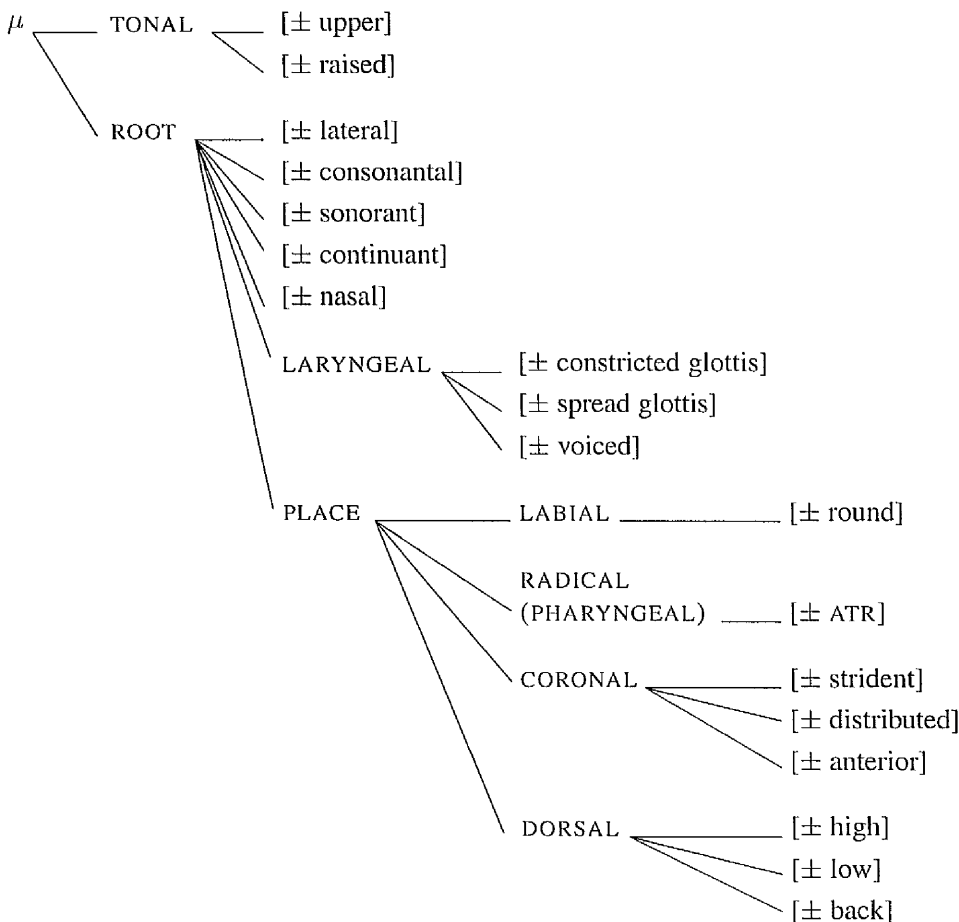 μ TONAL [± upper]
[± raised]
ROOT [± lateral]
[± consonantal]
[± sonorant]
[± continuant]
[± nasal]
LARYNGEAL [± constricted glottis]
[± spread glottis]
[± voiced]
PLACE LABIAL [± round]
RADICAL
(PHARYNGEAL) [± ATR]
CORONAL [± strident]
[± distributed]
[± anterior]
DORSAL [± high]
[± low]
[± back]